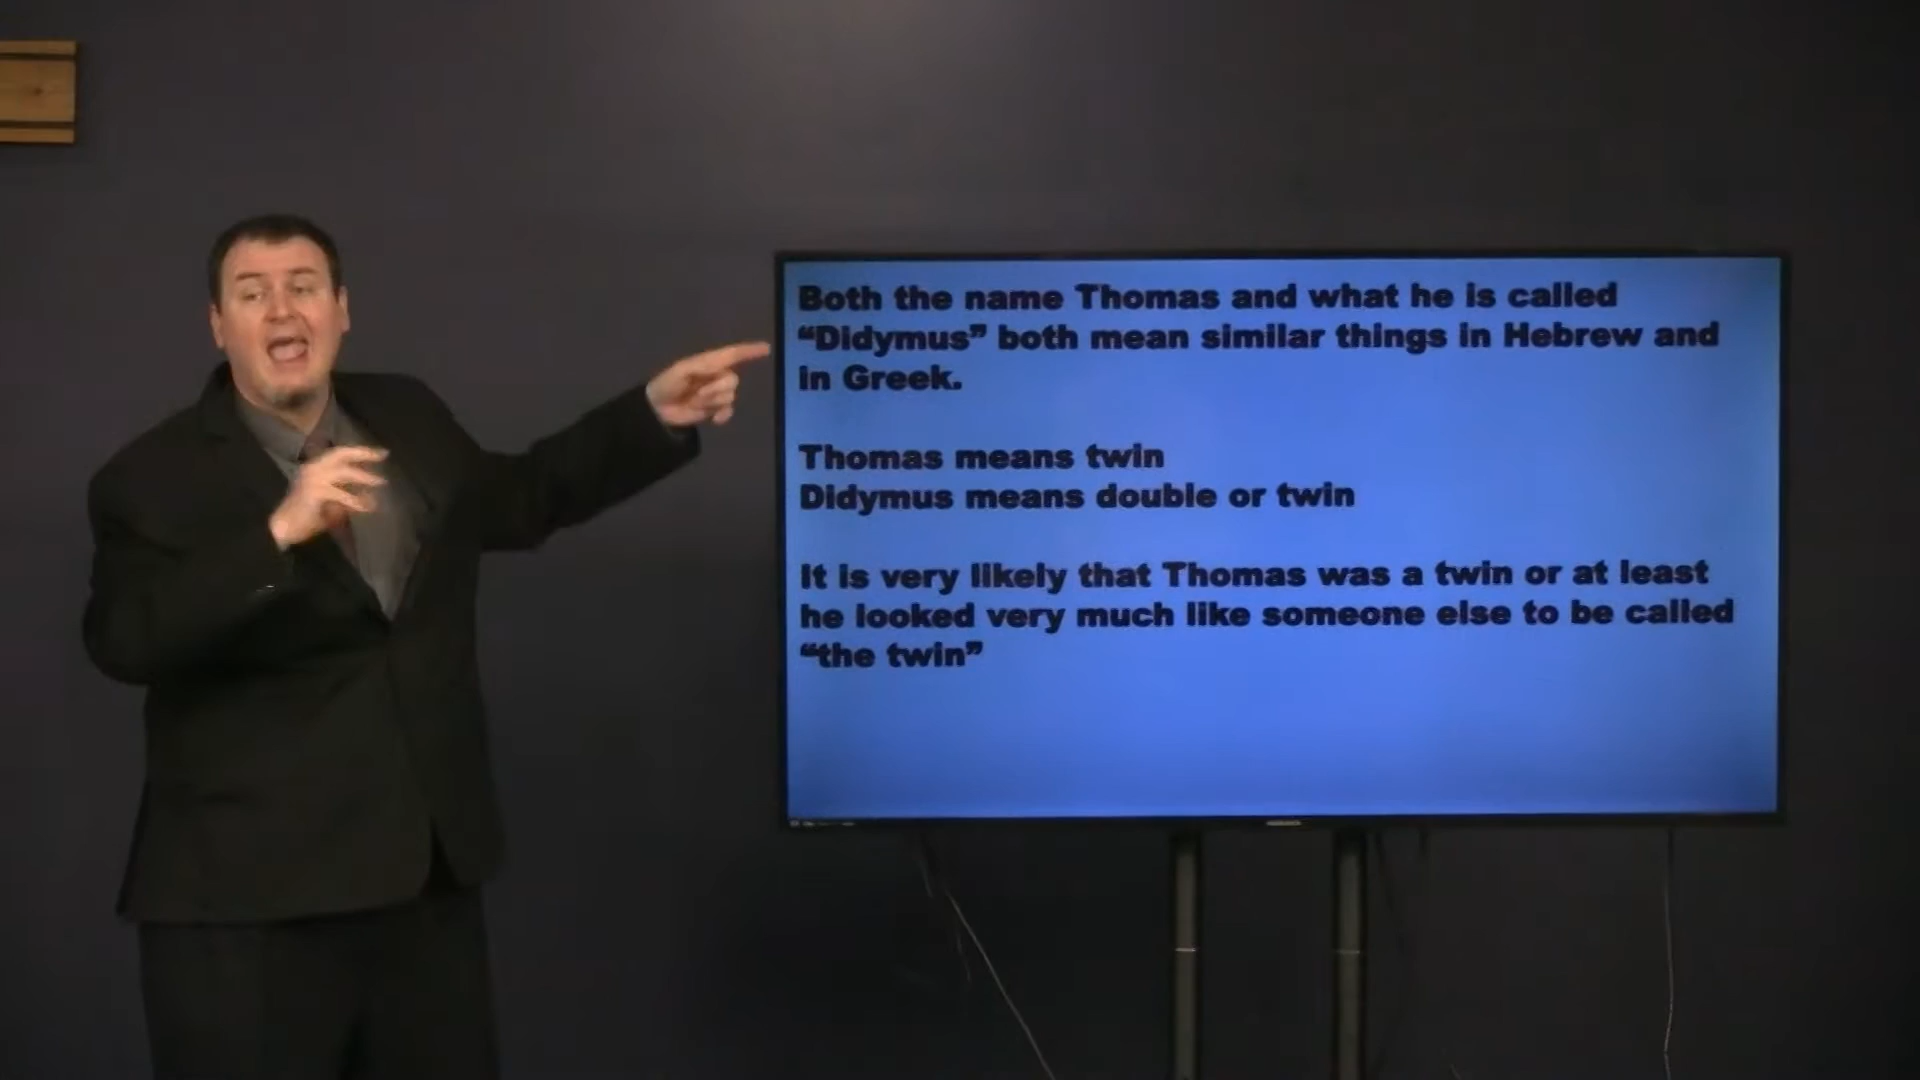 Both the name Thomas and what he is called
“Didymus” both mean similar things in Hebrew and
in Greek.
Thomas means twin
Didymus means double or twin
It is very likely that Thomas was a twin or at least
he looked very much like someone else to be called
“the twin”